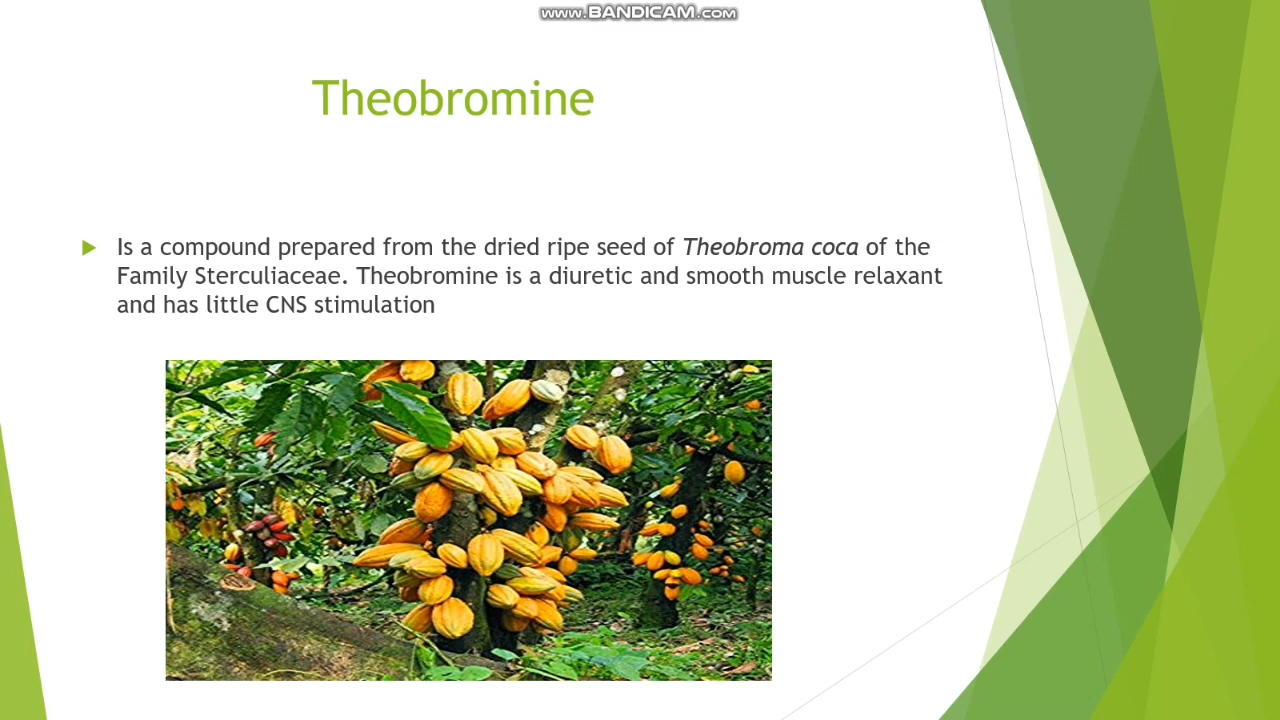 www.BANDICAM.com
Theobromine
Is a compound prepared from the dried ripe seed of Theobroma coca of the
Family Sterculiaceae. Theobromine is a diuretic and smooth muscle relaxant
and has little CNS stimulation